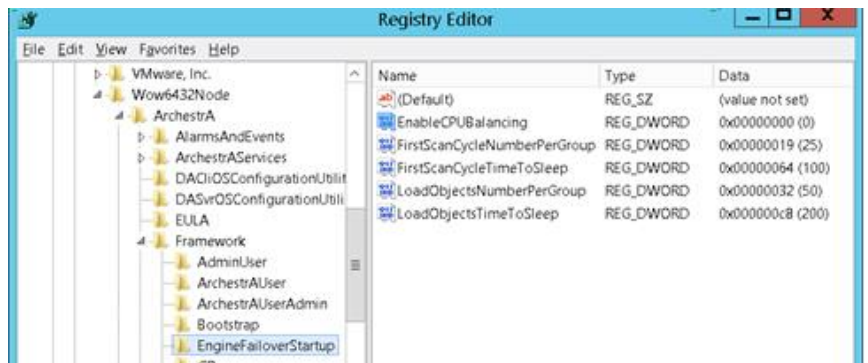 Registry Editor
File Edit View Favorites Help
VMware, Inc.
Wow6432Node
ArchestrA
AlarmsAndEvents
ArchestrAServices
DACliOSConfigurationUtilit
DASvrOSConfigurationUtili
EULA
Framework
AdminUser
ArchestrAUser
ArchestrAUserAdmin
Bootstrap
EngineFailoverStartup
Name Type Data
(Default) REG_SZ (value not set)
EnableCPUBalancing REG_DWORD 0x00000000 (0)
FirstScanCycleNumberPerGroup REG_DWORD 0x00000019 (25)
FirstScanCycleTimeToSleep REG_DWORD 0x00000064 (100)
LoadObjectsNumberPerGroup REG_DWORD 0x00000032 (50)
LoadObjectsTimeToSleep REG_DWORD 0x000000c8 (200)